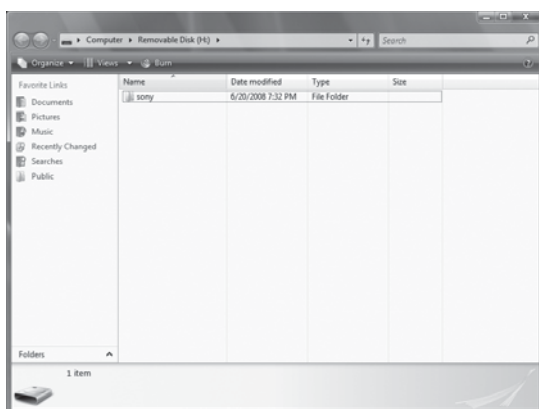 Computer ▸ Removable Disk (H:) ▸ Search
Organize Views Burn
Favorite Links
Documents
Pictures
Music
Recently Changed
Searches
Public
Folders
Name Date modified Type Size
sony 6/20/2008 7:32 PM File Folder
1 item